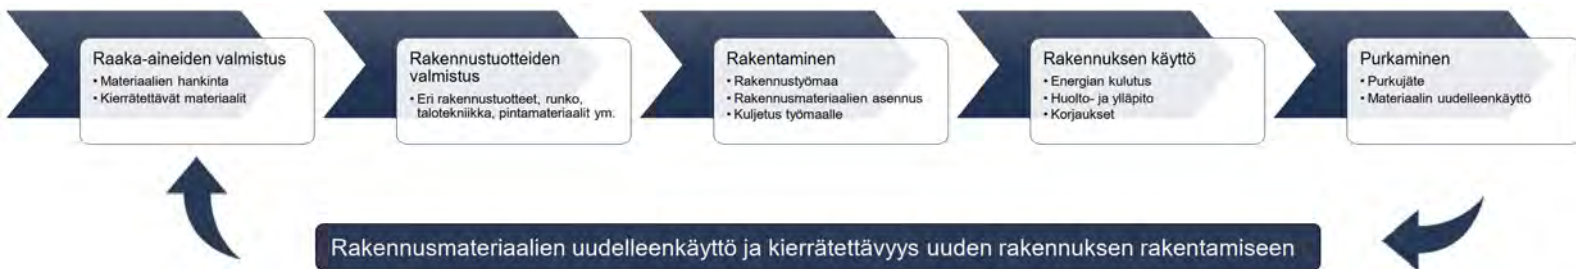 Raaka-aineiden valmistus
• Materiaalien hankinta
• Kierrätettävät materiaalit
Rakennustuotteiden
valmistus
• Eri rakennustuotteet, runko,
talotekniikka, pintamateriaalit ym.
Rakentaminen
• Rakennustyömaa
• Rakennusmateriaalien asennus
• Kuljetus työmaalle
Rakennuksen käyttö
• Energian kulutus
• Huolto- ja ylläpito
• Korjaukset
Purkaminen
• Purkujäte
• Materiaalin uudelleenkäyttö
Rakennusmateriaalien uudelleenkäyttö ja kierrätettävyys uuden rakennuksen rakentamiseen